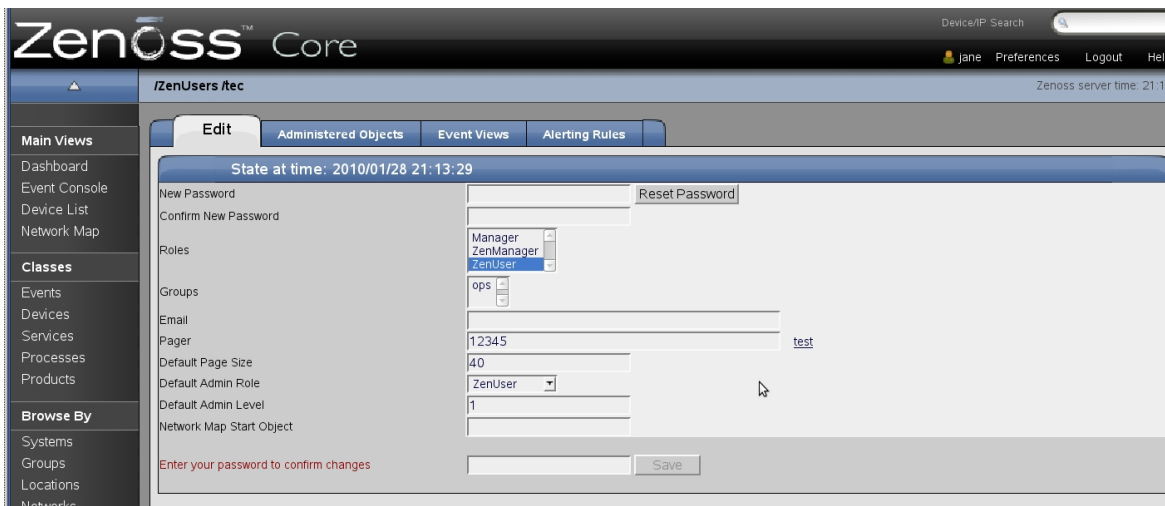 Zenoss™ Core
Device/IP Search
jane Preferences Logout
/ZenUsers /tec
Zenoss server time: 21:1
Main Views
Dashboard
Event Console
Device List
Network Map
Classes
Events
Devices
Services
Processes
Products
Browse By
Systems
Groups
Locations
Networks
Edit Administered Objects Event Views Alerting Rules
State at time: 2010/01/28 21:13:29
New Password Reset Password
Confirm New Password
Roles Manager
ZenManager
ZenUser
Groups ops
Email
Pager 12345 test
Default Page Size 40
Default Admin Role ZenUser
Default Admin Level 1
Network Map Start Object
Enter your password to confirm changes Save